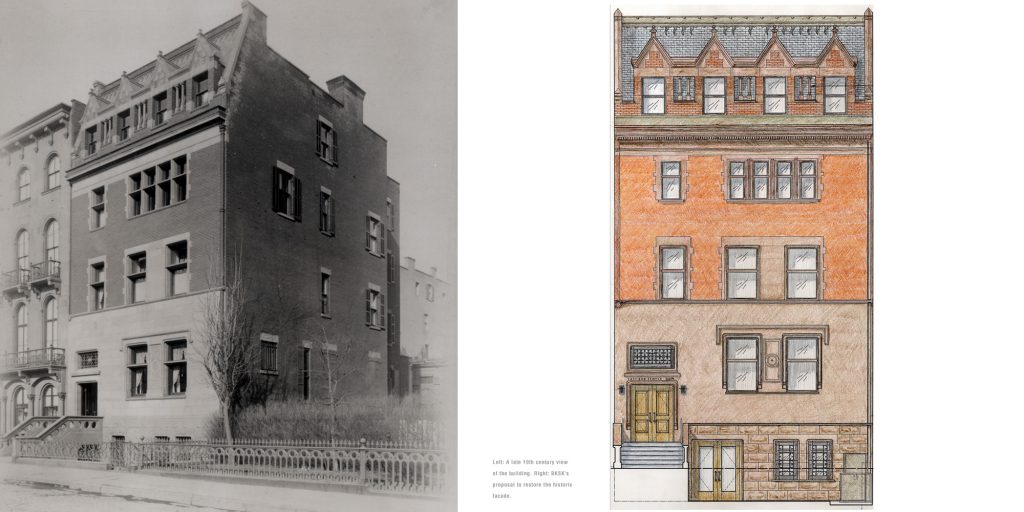 Left: A late 19th century view
of the building. Right: BKSK's
proposal to restore the historic
facade.